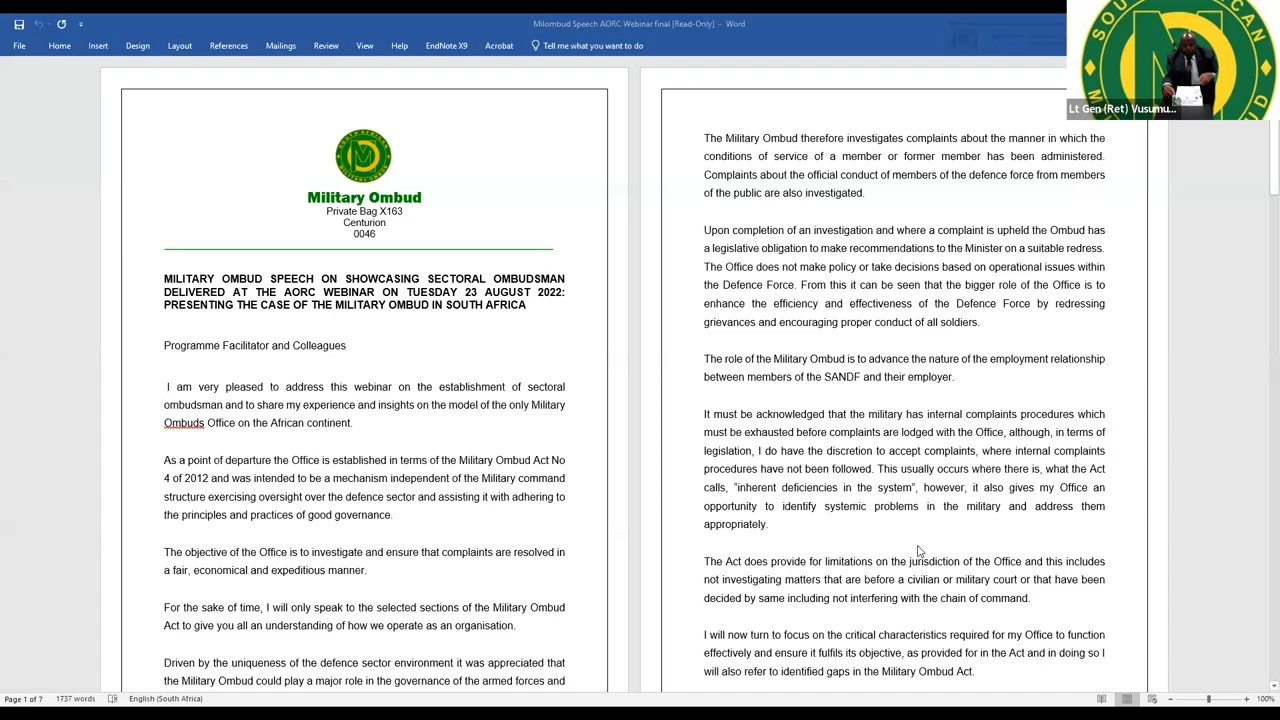 Milombud Speech AORC Webinar final [Read-Only] - Word
File Home Insert Design Layout References Mailings Review View Help EndNote X9 Acrobat Tell me what you want to do
Lt Gen (Ret) Vusumu...
Military Ombud
Private Bag X163
Centurion
0046
MILITARY OMBUD SPEECH ON SHOWCASING SECTORAL OMBUDSMAN
DELIVERED AT THE AORC WEBINAR ON TUESDAY 23 AUGUST 2022:
PRESENTING THE CASE OF THE MILITARY OMBUD IN SOUTH AFRICA
Programme Facilitator and Colleagues
I am very pleased to address this webinar on the establishment of sectoral
ombudsman and to share my experience and insights on the model of the only Military
Ombuds Office on the African continent.
As a point of departure the Office is established in terms of the Military Ombud Act No
4 of 2012 and was intended to be a mechanism independent of the Military command
structure exercising oversight over the defence sector and assisting it with adhering to
the principles and practices of good governance.
The objective of the Office is to investigate and ensure that complaints are resolved in
a fair, economical and expeditious manner.
For the sake of time, I will only speak to the selected sections of the Military Ombud
Act to give you all an understanding of how we operate as an organisation.
Driven by the uniqueness of the defence sector environment it was appreciated that
the Military Ombud could play a major role in the governance of the armed forces and
The Military Ombud therefore investigates complaints about the manner in which the
conditions of service of a member or former member has been administered.
Complaints about the official conduct of members of the defence force from members
of the public are also investigated.
Upon completion of an investigation and where a complaint is upheld the Ombud has
a legislative obligation to make recommendations to the Minister on a suitable redress.
The Office does not make policy or take decisions based on operational issues within
the Defence Force. From this it can be seen that the bigger role of the Office is to
enhance the efficiency and effectiveness of the Defence Force by redressing
grievances and encouraging proper conduct of all soldiers.
The role of the Military Ombud is to advance the nature of the employment relationship
between members of the SANDF and their employer.
It must be acknowledged that the military has internal complaints procedures which
must be exhausted before complaints are lodged with the Office, although, in terms of
legislation, I do have the discretion to accept complaints, where internal complaints
procedures have not been followed. This usually occurs where there is, what the Act
calls, "inherent deficiencies in the system", however, it also gives my Office an
opportunity to identify systemic problems in the military and address them
appropriately.
The Act does provide for limitations on the jurisdiction of the Office and this includes
not investigating matters that are before a civilian or military court or that have been
decided by same including not interfering with the chain of command.
I will now turn to focus on the critical characteristics required for my Office to function
effectively and ensure it fulfils its objective, as provided for in the Act and in doing so I
will also refer to identified gaps in the Military Ombud Act.
Page 1 of 7 1737 words English (South Africa) 100%